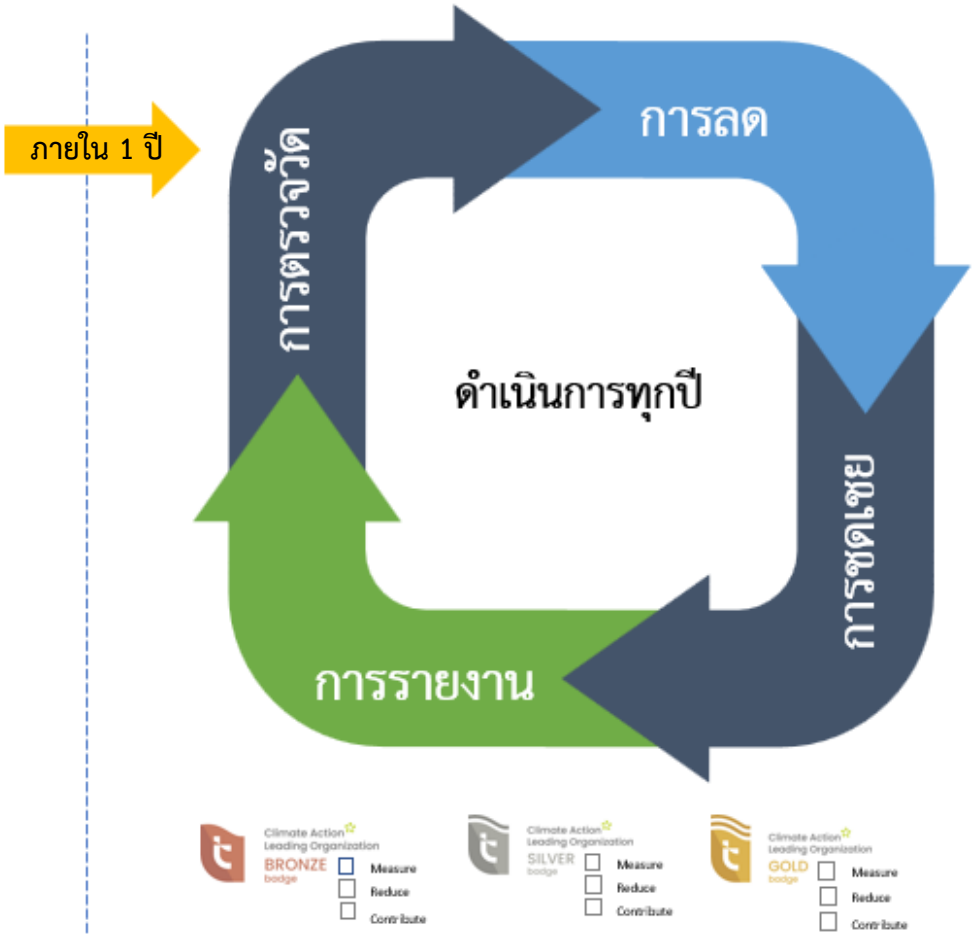 ภายใน 1 ปี
การตรวจวัด
การลด
ดำเนินการทุกปี
การชดเชย
การรายงาน
Climate Action
Leading Organization
BRONZE
badge
Measure
Reduce
Contribute
Climate Action
Leading Organization
SILVER
badge
Measure
Reduce
Contribute
Climate Action
Leading Organization
GOLD
badge
Measure
Reduce
Contribute